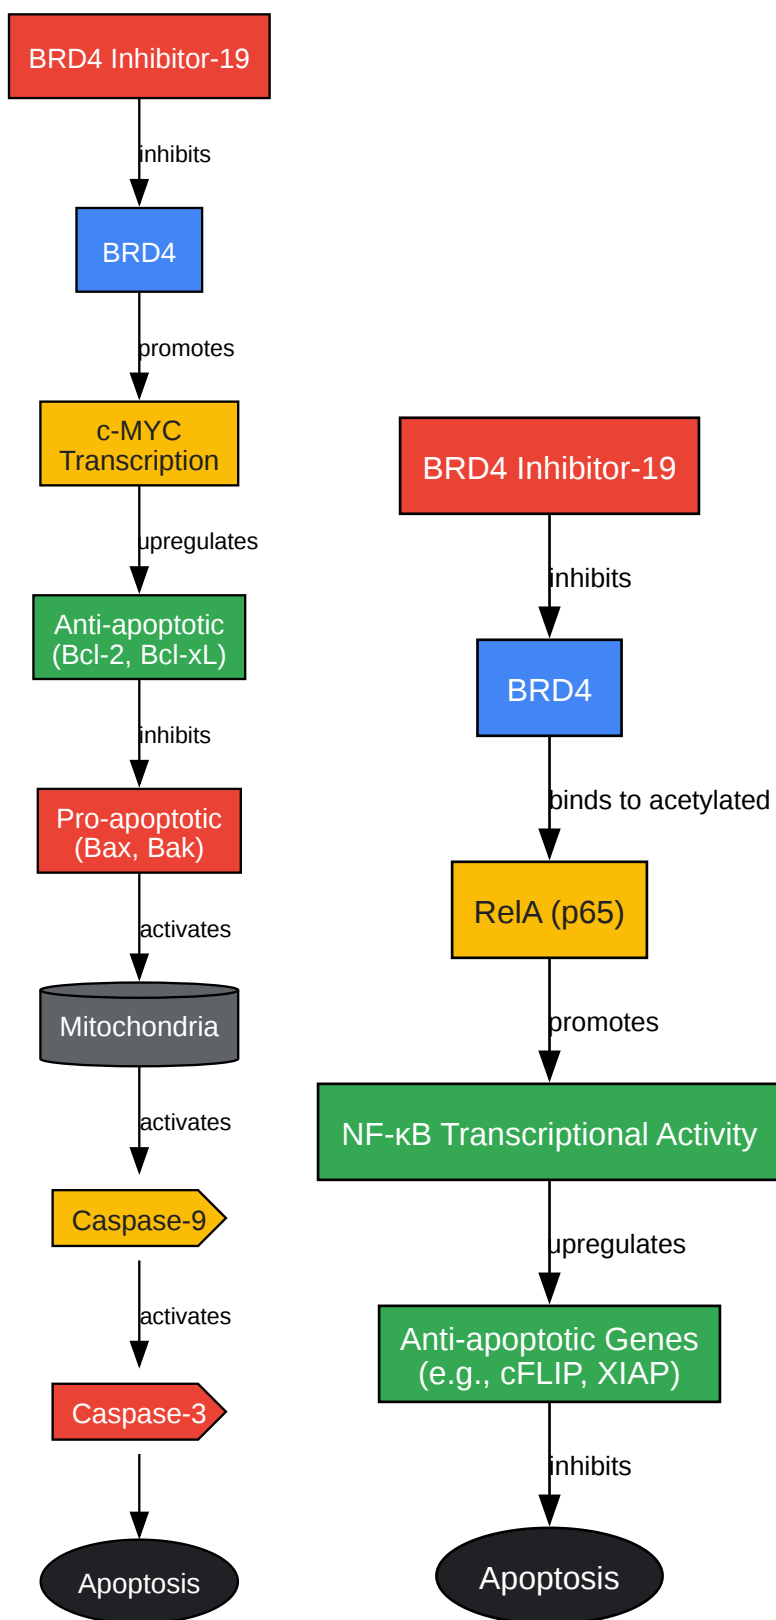 BRD4 Inhibitor-19
inhibits
BRD4
promotes
c-MYC
Transcription
upregulates
Anti-apoptotic
(Bcl-2, Bcl-xL)
inhibits
Pro-apoptotic
(Bax, Bak)
activates
Mitochondria
activates
Caspase-9
activates
Caspase-3
Apoptosis
BRD4 Inhibitor-19
inhibits
BRD4
binds to acetylated
RelA (p65)
promotes
NF-κB Transcriptional Activity
upregulates
Anti-apoptotic Genes
(e.g., cFLIP, XIAP)
inhibits
Apoptosis